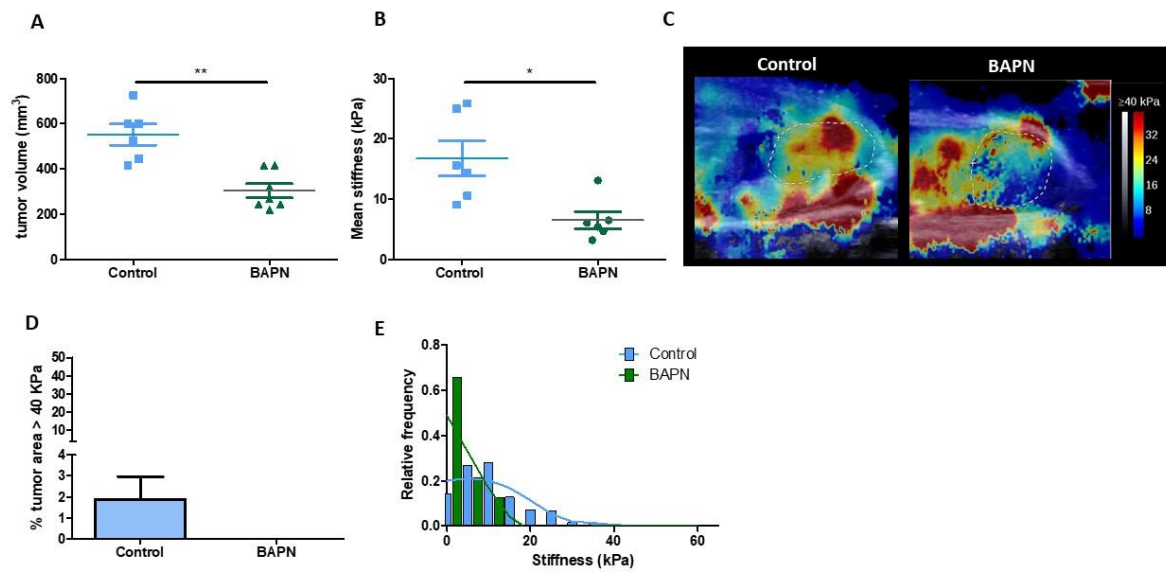 A
**
tumor volume (mm³)
800
600
400
200
0
Control
BAPN
B
*
Mean stiffness (kPa)
30
20
10
0
Control
BAPN
C
Control
BAPN
≥40 kPa
32
24
16
8
D
% tumor area > 40 KPa
50
40
30
20
10
4
3
2
1
0
Control
BAPN
E
Relative frequency
0.8
0.6
0.4
0.2
0.0
0
20
40
60
Stiffness (kPa)
Control
BAPN